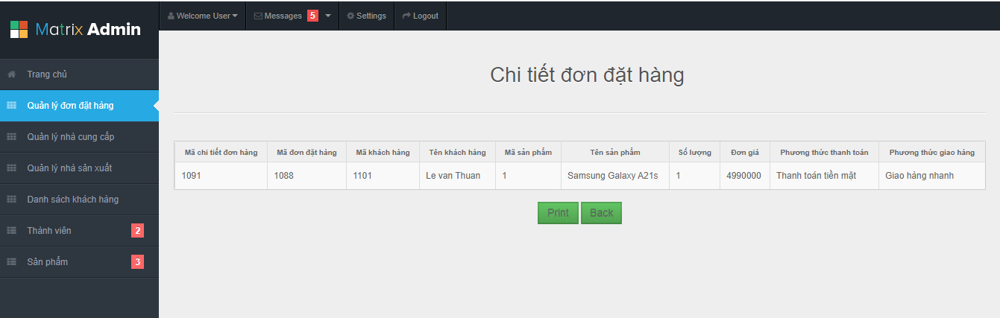 Matrix Admin
Welcome User
Messages 5
Settings
Logout
Trang chủ
Quản lý đơn đặt hàng
Quản lý nhà cung cấp
Quản lý nhà sản xuất
Danh sách khách hàng
Thành viên 2
Sản phẩm 3
Chi tiết đơn đặt hàng
Mã chi tiết đơn hàng Mã đơn đặt hàng Mã khách hàng Tên khách hàng Mã sản phẩm Tên sản phẩm Số lượng Đơn giá Phương thức thanh toán Phương thức giao hàng
1091 1088 1101 Le van Thuan 1 Samsung Galaxy A21s 1 4990000 Thanh toán tiền mặt Giao hàng nhanh
Print Back